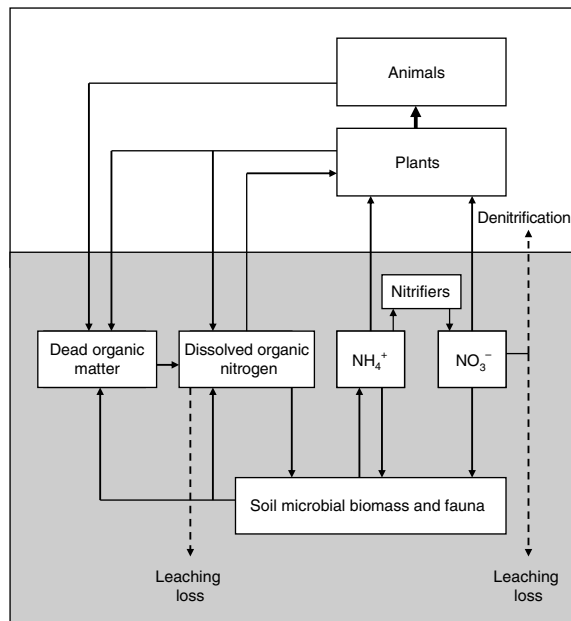 Animals
Plants
Denitrification
Nitrifiers
Dead organic
matter
Dissolved organic
nitrogen
NH₄⁺
NO₃⁻
Soil microbial biomass and fauna
Leaching
loss
Leaching
loss